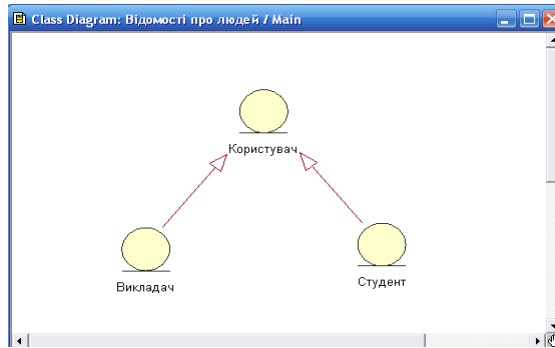 Class Diagram: Відомості про людей / Main
Користувач
Викладач
Студент